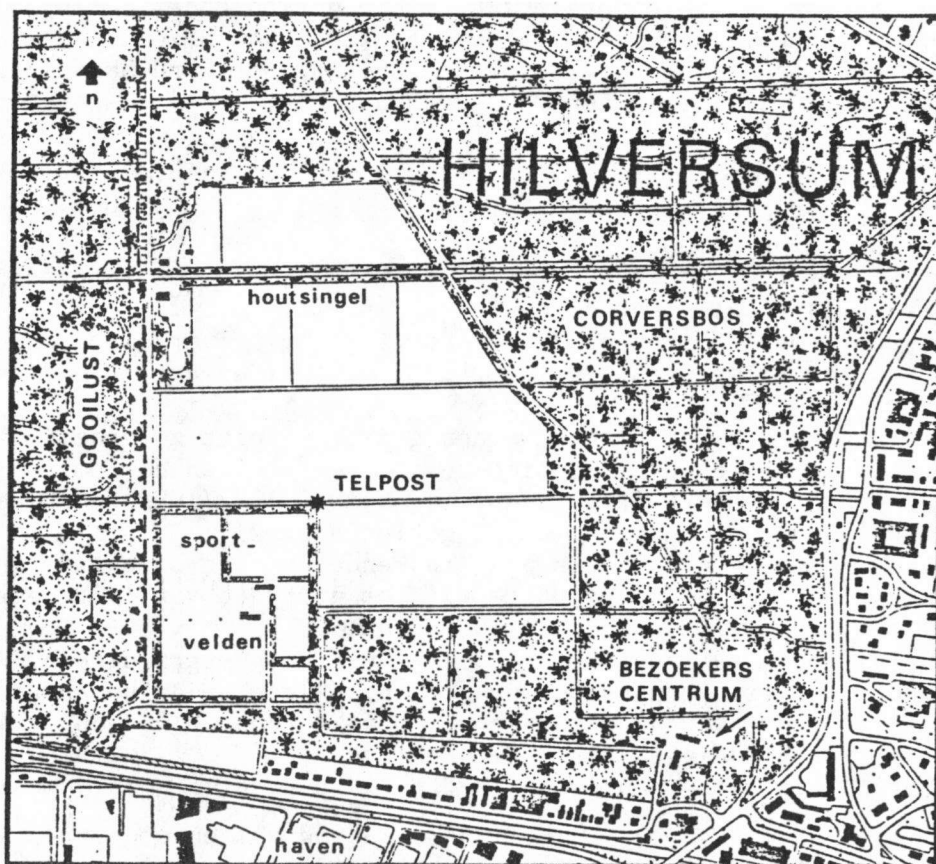 n
HILVERSUM
houtsingel
CORVERSBOS
GOOILUST
TELPOST
sport-
velden
BEZOEKERS
CENTRUM
haven